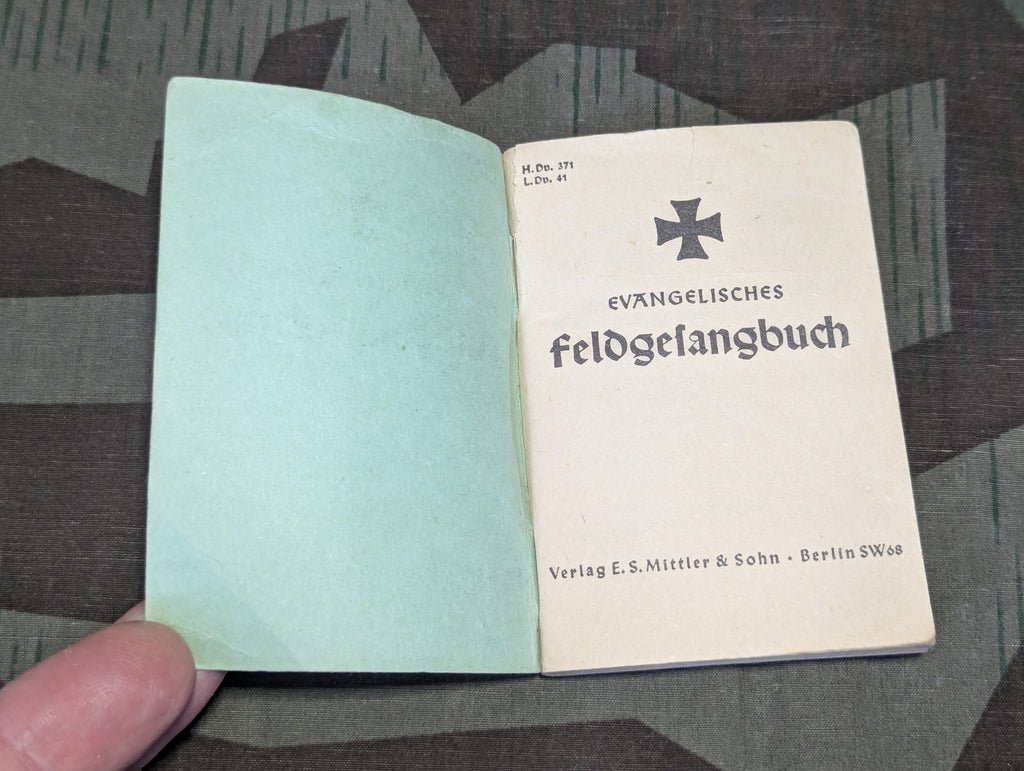 H.Dv. 371
L.Dv. 41
EVANGELISCHES
Feldgeſangbuch
Verlag E. S. Mittler & Sohn • Berlin SW68